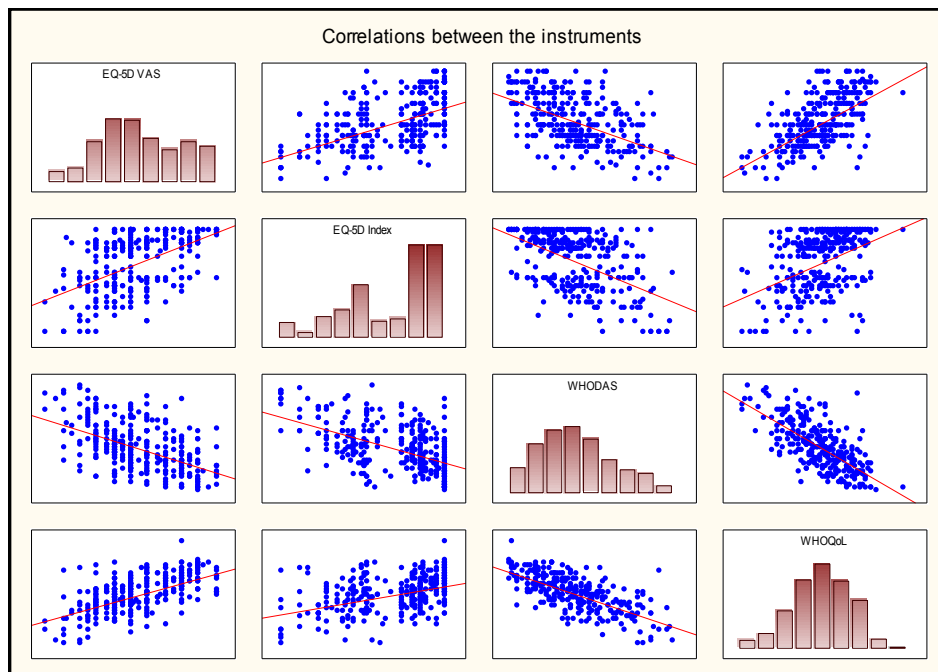 Correlations between the instruments
EQ-5D VAS
EQ-5D Index
WHODAS
WHOQoL